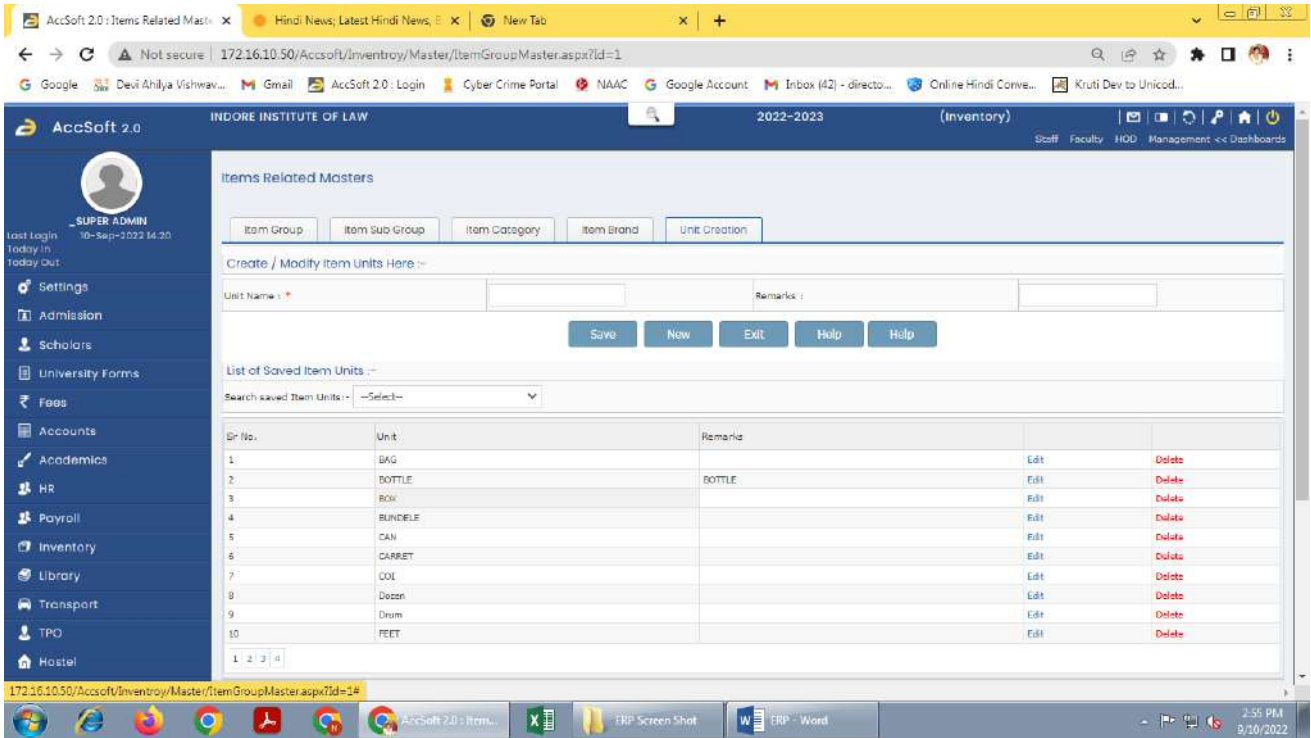 AccSoft 2.0 : Items Related Maste
Hindi News; Latest Hindi News, E
New Tab
Not secure 172.16.10.50/Accsoft/Inventroy/Master/ItemGroupMaster.aspx?Id=1
Google Devi Ahilya Vishwav... Gmail AccSoft 2.0 : Login Cyber Crime Portal NAAC Google Account Inbox (42) - directo... Online Hindi Conve... Kruti Dev to Unicod...
AccSoft 2.0 INDORE INSTITUTE OF LAW 2022-2023 (Inventory)
Staff Faculty HOD Management << Dashboards
Items Related Masters
_SUPER ADMIN
Last Login 10-Sep-2022 14:20
Today In
Today Out
Item Group Item Sub Group Item Category Item Brand Unit Creation
Create / Modify Item Units Here :-
Unit Name : * Remarks :
Save New Exit Help Help
List of Saved Item Units :-
Search saved Item Units :- --Select--
Sr No. Unit Remarks
1 BAG Edit Delete
2 BOTTLE BOTTLE Edit Delete
3 BOX Edit Delete
4 BUNDELE Edit Delete
5 CAN Edit Delete
6 CARRET Edit Delete
7 COI Edit Delete
8 Dozen Edit Delete
9 Drum Edit Delete
10 FEET Edit Delete
1 2 3 4
Settings
Admission
Scholars
University Forms
Fees
Accounts
Academics
HR
Payroll
Inventory
Library
Transport
TPO
Hostel
172.16.10.50/Accsoft/Inventroy/Master/ItemGroupMaster.aspx?Id=1#
AccSoft 2.0 : Item...
ERP Screen Shot
ERP - Word
2:55 PM
9/10/2022